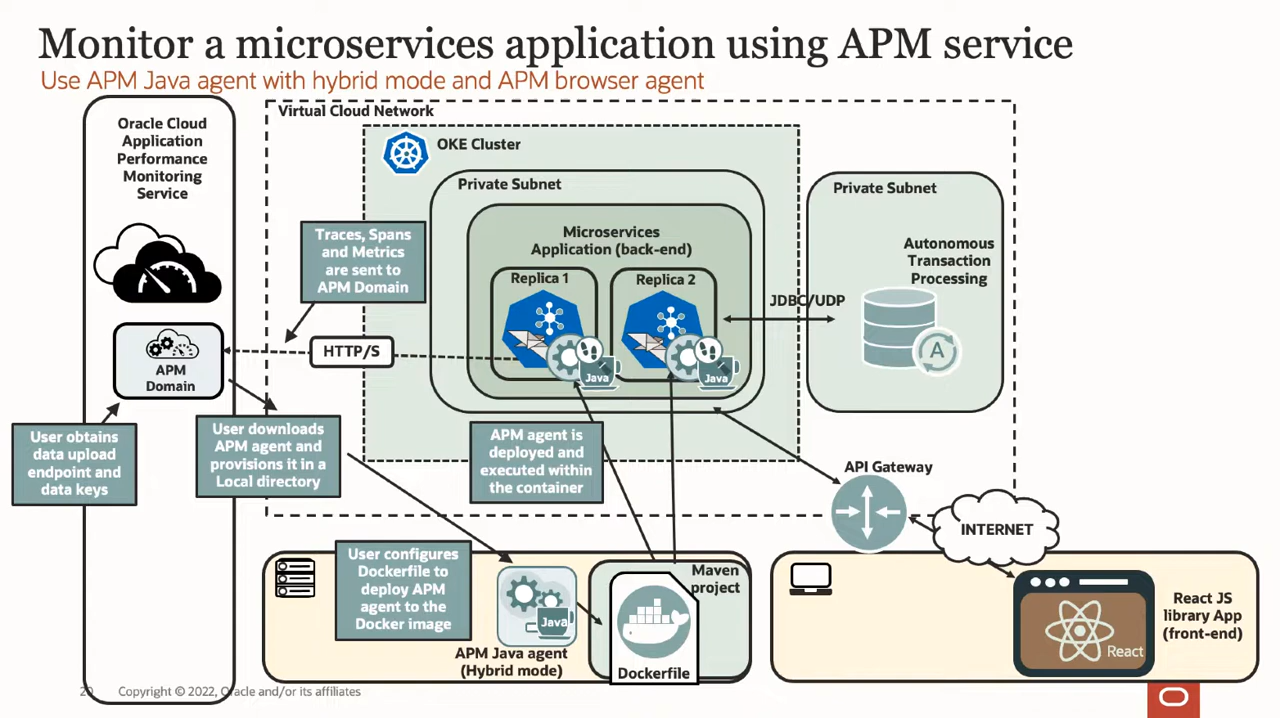 Monitor a microservices application using APM service
Use APM Java agent with hybrid mode and APM browser agent
Oracle Cloud
Application
Performance
Monitoring
Service
Virtual Cloud Network
OKE Cluster
Private Subnet
Private Subnet
Microservices
Application (back-end)
Replica 1
Replica 2
Java
Java
Traces, Spans
and Metrics
are sent to
APM Domain
HTTP/S
JDBC/UDP
Autonomous
Transaction
Processing
A
APM
Domain
User obtains
data upload
endpoint and
data keys
User downloads
APM agent and
provisions it in a
Local directory
APM agent is
deployed and
executed within
the container
API Gateway
INTERNET
User configures
Dockerfile to
deploy APM
agent to the
Docker image
Java
APM Java agent
(Hybrid mode)
Maven
project
Dockerfile
React
React JS
library App
(front-end)
Copyright © 2022, Oracle and/or its affiliates